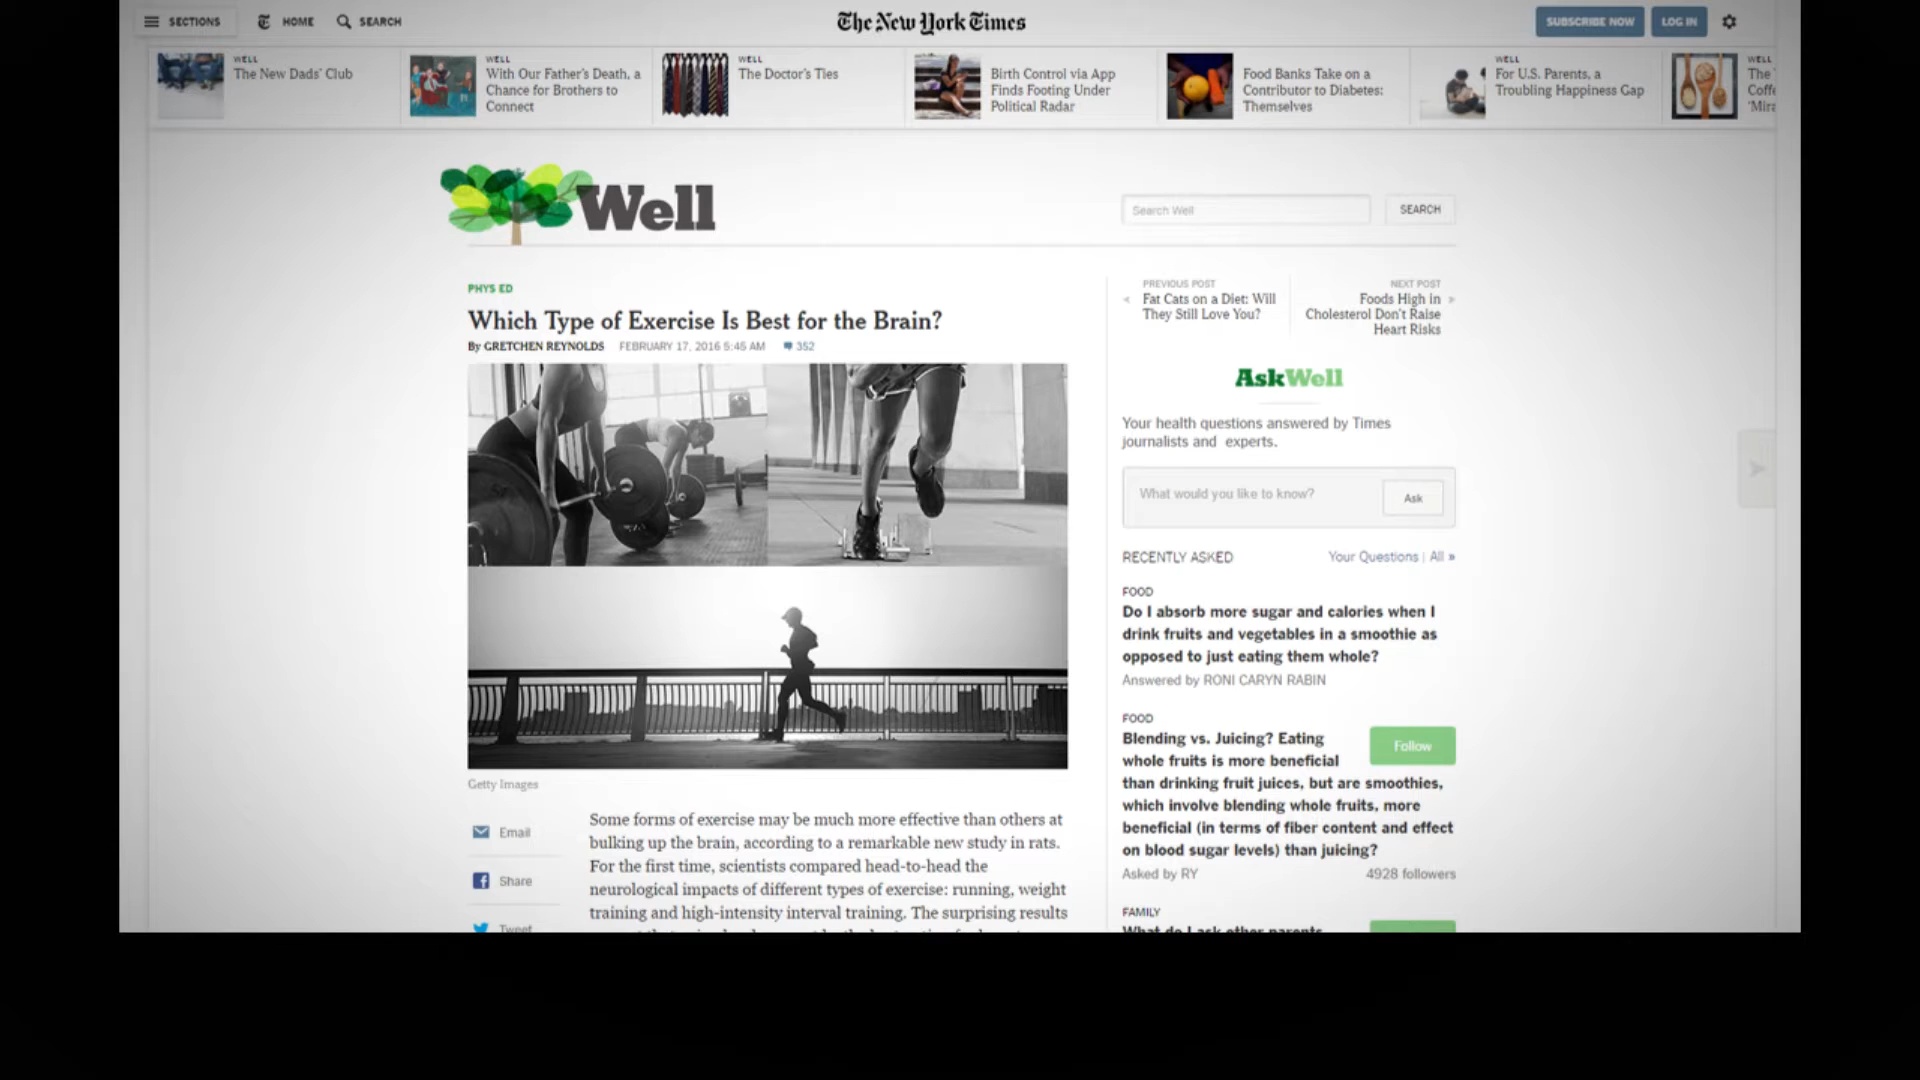 SECTIONS
HOME
SEARCH
The New York Times
SUBSCRIBE NOW
LOG IN
WELL
The New Dads' Club
WELL
With Our Father's Death, a
Chance for Brothers to
Connect
WELL
The Doctor's Ties
Birth Control via App
Finds Footing Under
Political Radar
Food Banks Take on a
Contributor to Diabetes:
Themselves
WELL
For U.S. Parents, a
Troubling Happiness Gap
WELL
The
Well
Search Well
SEARCH
PHYS ED
Which Type of Exercise Is Best for the Brain?
By GRETCHEN REYNOLDS FEBRUARY 17, 2016 5:45 AM 352
Getty Images
Email
Share
Tweet
Some forms of exercise may be much more effective than others at
bulking up the brain, according to a remarkable new study in rats.
For the first time, scientists compared head-to-head the
neurological impacts of different types of exercise: running, weight
training and high-intensity interval training. The surprising results
PREVIOUS POST
Fat Cats on a Diet: Will
They Still Love You?
NEXT POST
Foods High in
Cholesterol Don't Raise
Heart Risks
AskWell
Your health questions answered by Times
journalists and experts.
What would you like to know?
Ask
RECENTLY ASKED
Your Questions | All »
FOOD
Do I absorb more sugar and calories when I
drink fruits and vegetables in a smoothie as
opposed to just eating them whole?
Answered by RONI CARYN RABIN
FOOD
Follow
Blending vs. Juicing? Eating
whole fruits is more beneficial
than drinking fruit juices, but are smoothies,
which involve blending whole fruits, more
beneficial (in terms of fiber content and effect
on blood sugar levels) than juicing?
Asked by RY
4928 followers
FAMILY
What do I ask other parents